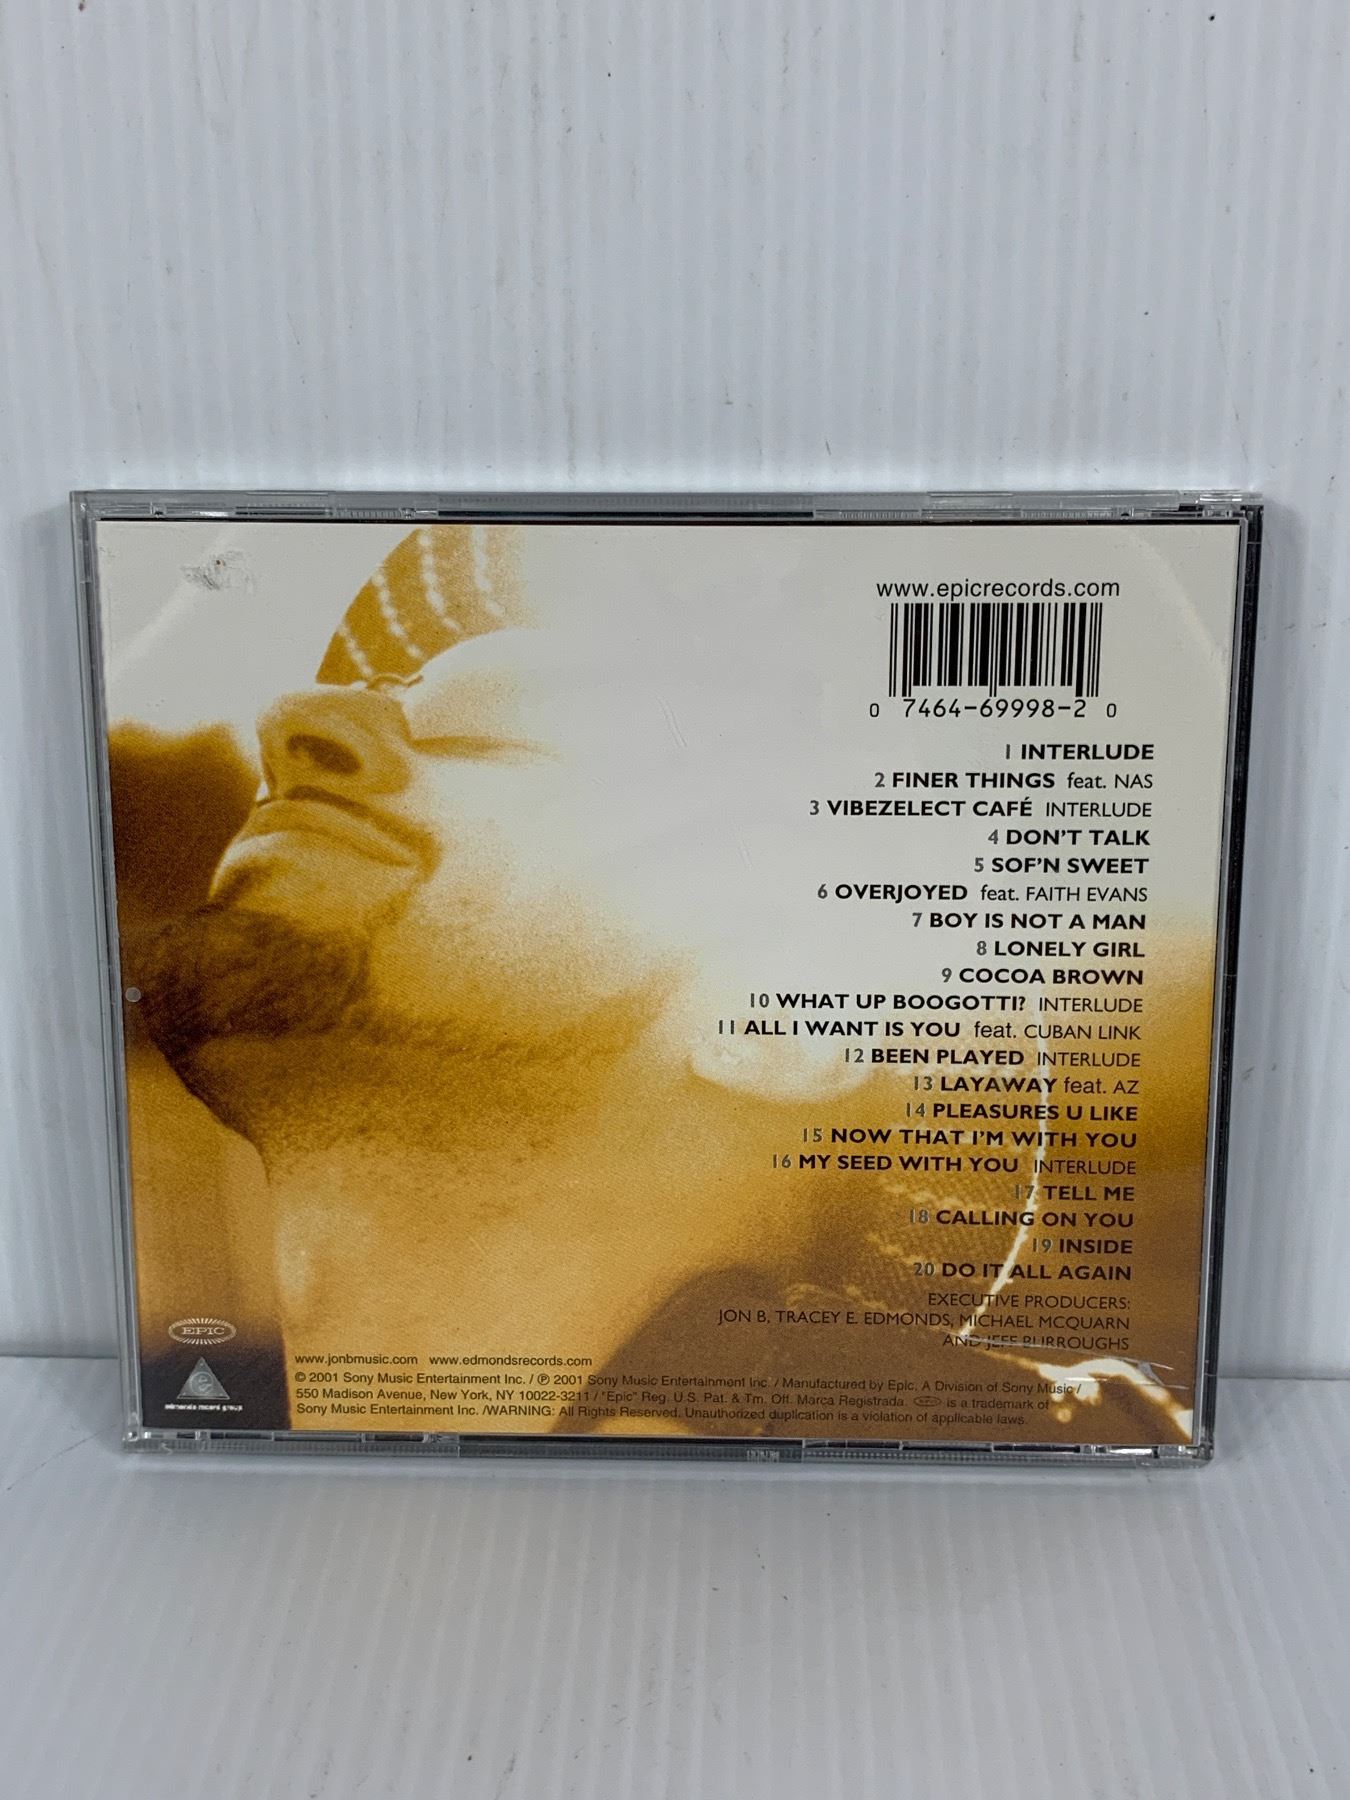 www.epicrecords.com
0 7464-69998-2 0
1 INTERLUDE
2 FINER THINGS feat. NAS
3 VIBEZELECT CAFÉ INTERLUDE
4 DON'T TALK
5 SOF'N SWEET
6 OVERJOYED feat. FAITH EVANS
7 BOY IS NOT A MAN
8 LONELY GIRL
9 COCOA BROWN
10 WHAT UP BOOGOTTI? INTERLUDE
11 ALL I WANT IS YOU feat. CUBAN LINK
12 BEEN PLAYED INTERLUDE
13 LAYAWAY feat. AZ
14 PLEASURES U LIKE
15 NOW THAT I'M WITH YOU
16 MY SEED WITH YOU INTERLUDE
17 TELL ME
18 CALLING ON YOU
19 INSIDE
20 DO IT ALL AGAIN
EXECUTIVE PRODUCERS:
JON B, TRACEY E. EDMONDS, MICHAEL MCQUARN
AND JEFF BURROUGHS
EPIC
e
edmonds record group
www.jonbmusic.com www.edmondsrecords.com
© 2001 Sony Music Entertainment Inc. / ℗ 2001 Sony Music Entertainment Inc. / Manufactured by Epic, A Division of Sony Music /
550 Madison Avenue, New York, NY 10022-3211 / "Epic" Reg. U.S. Pat. & Tm. Off. Marca Registrada. EPIC is a trademark of
Sony Music Entertainment Inc. /WARNING: All Rights Reserved. Unauthorized duplication is a violation of applicable laws.